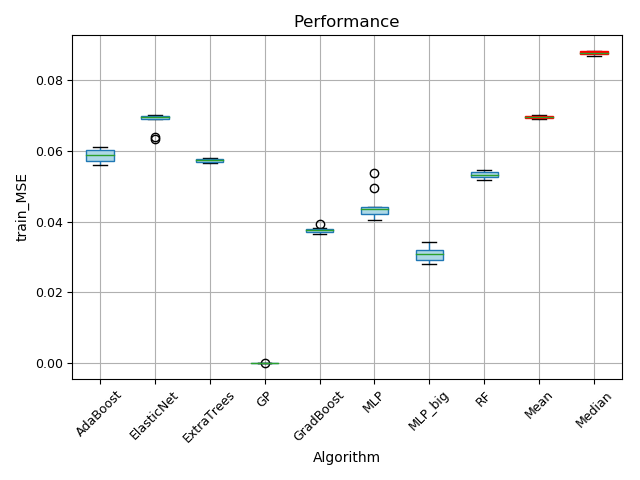 Performance
train_MSE
0.08
0.06
0.04
0.02
0.00
AdaBoost
ElasticNet
ExtraTrees
GP
GradBoost
MLP
MLP_big
RF
Mean
Median
Algorithm